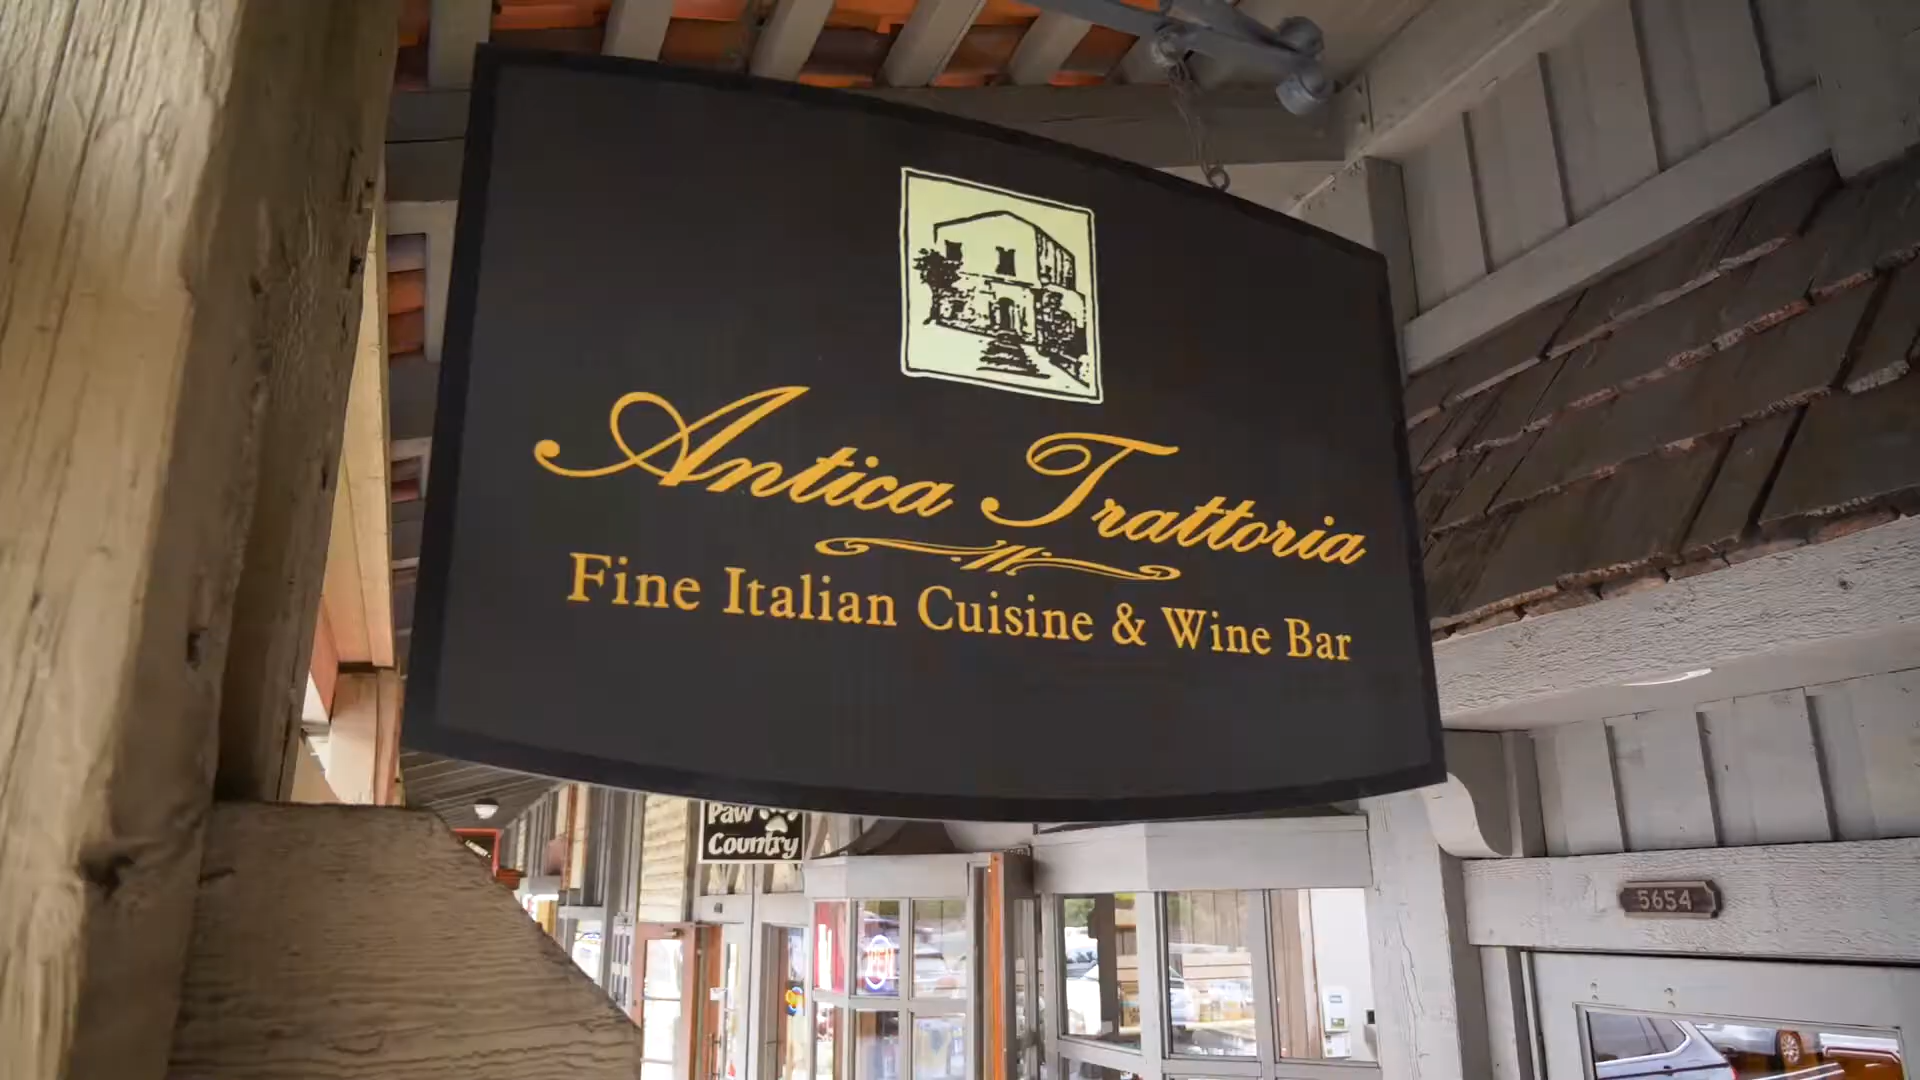 Antica Trattoria
Fine Italian Cuisine & Wine Bar
Paw
Country
5654